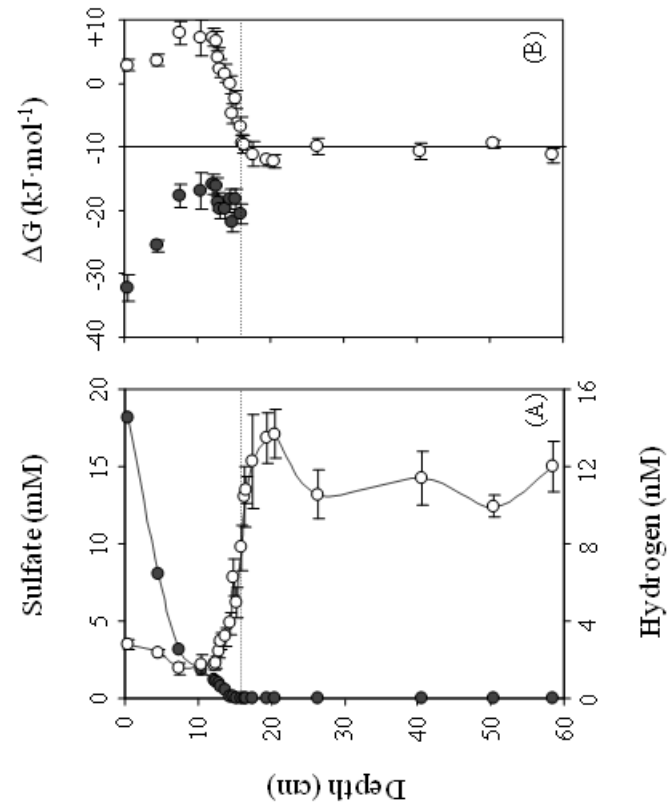 Sulfate (mM)
0 5 10 15 20
Depth (cm)
0
10
20
30
40
50
60
(A)
0 4 8 12 16
Hydrogen (nM)
ΔG (kJ·mol⁻¹)
-40 -30 -20 -10 0 +10
(B)